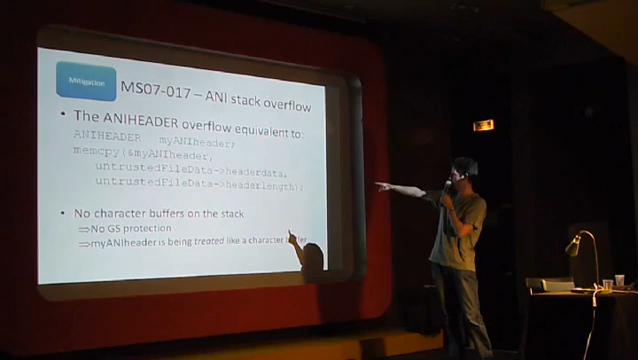 Mitigation
MS07-017 – ANI stack overflow
• The ANIHEADER overflow equivalent to:
ANIHEADER myANIheader;
memcpy(&myANIheader,
untrustedFileData->headerdata,
untrustedFileData->headerlength);
• No character buffers on the stack
⇒No GS protection
⇒myANIheader is being treated like a character buffer